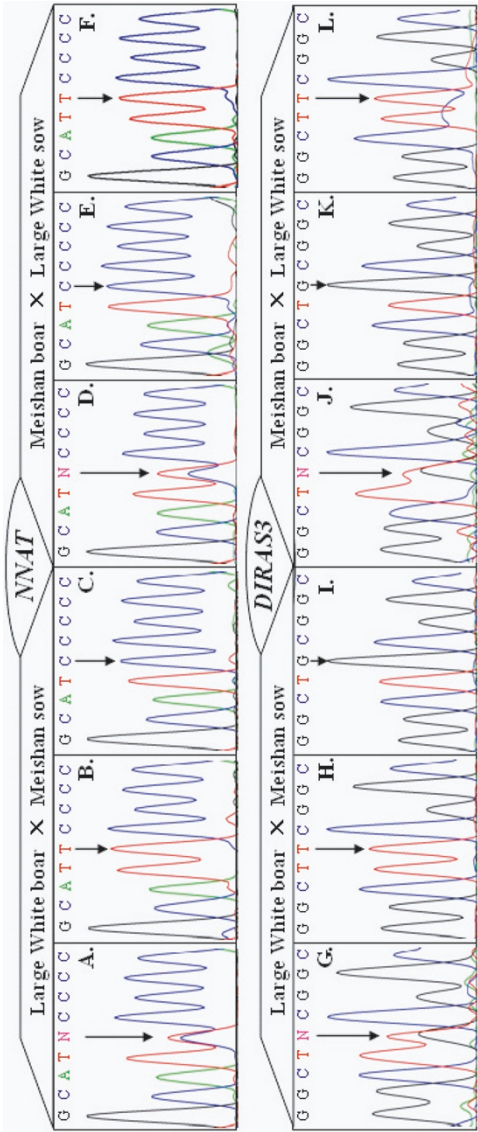 NNAT
Large White boar × Meishan sow Meishan boar × Large White sow
G C A T N C C C C G C A T T C C C C G C A T C C C C C G C A T N C C C C G C A T C C C C C G C A T T C C C C
A. B. C. D. E. F.
DIRAS3
Large White boar × Meishan sow Meishan boar × Large White sow
G G C T N C G G C G G C T T C G G C G G C T G C G G C G G C T N C G G C G G C T G C G G C G G C T T C G G C
G. H. I. J. K. L.